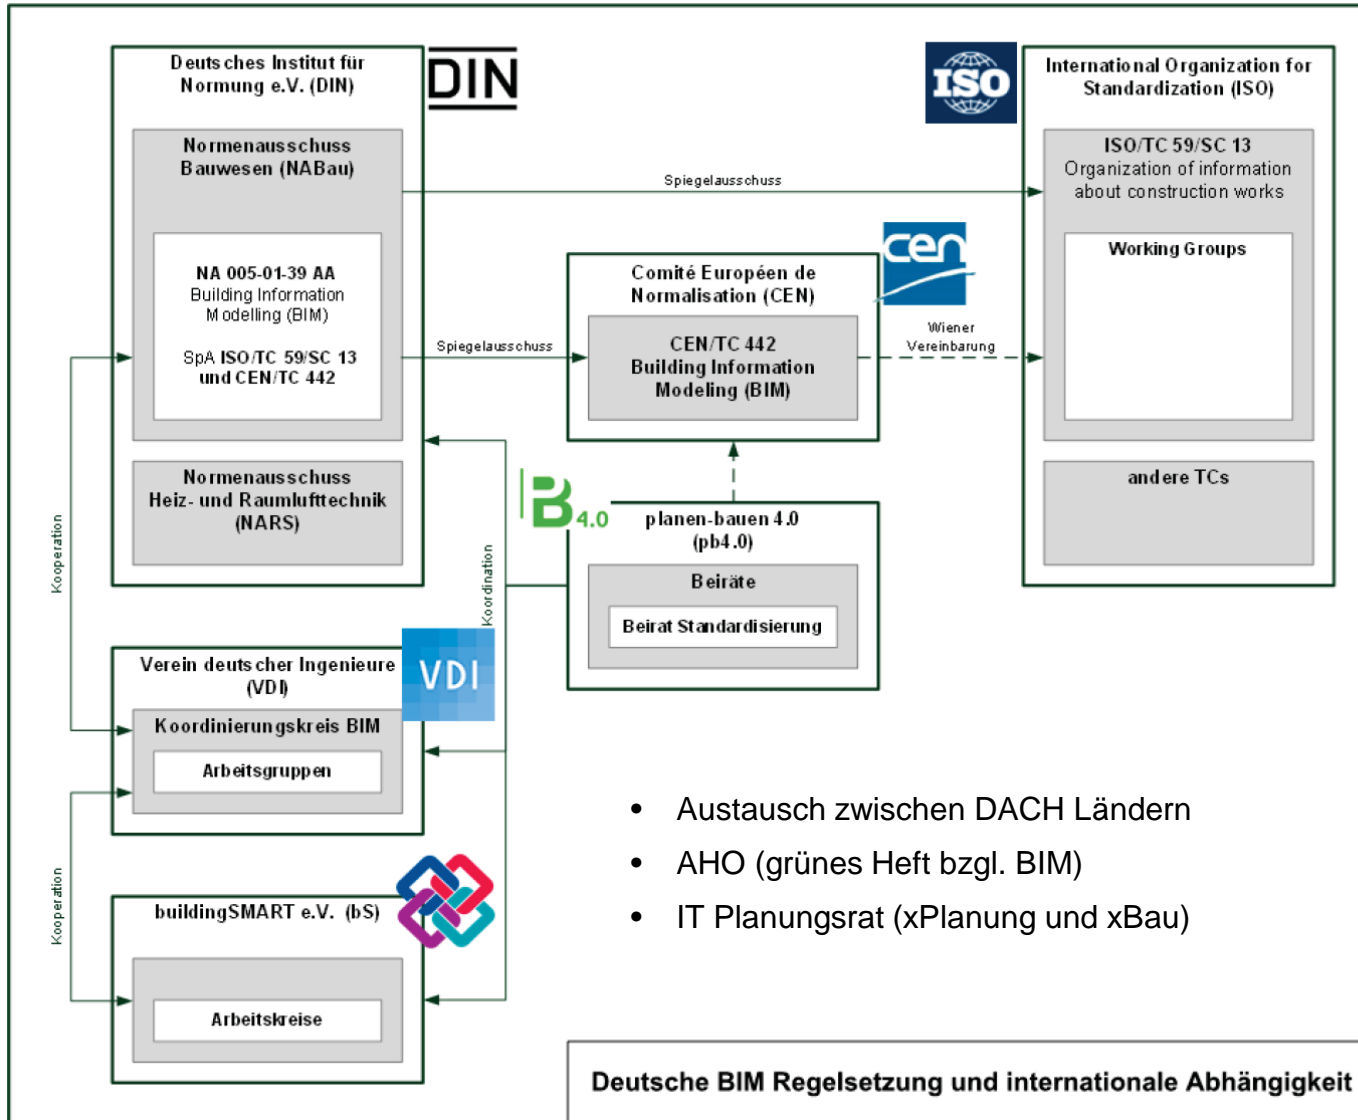 Deutsches Institut für
Normung e.V. (DIN)
DIN
Normenausschuss
Bauwesen (NABau)
NA 005-01-39 AA
Building Information
Modelling (BIM)
SpA ISO/TC 59/SC 13
und CEN/TC 442
Normenausschuss
Heiz- und Raumlufttechnik
(NARS)
Spiegelausschuss
Spiegelausschuss
ISO
International Organization for
Standardization (ISO)
ISO/TC 59/SC 13
Organization of information
about construction works
Working Groups
andere TCs
cen
Comité Européen de
Normalisation (CEN)
CEN/TC 442
Building Information
Modeling (BIM)
Wiener
Vereinbarung
B 4.0
planen-bauen 4.0
(pb4.0)
Beiräte
Beirat Standardisierung
Kooperation
Koordination
Verein deutscher Ingenieure
(VDI)
VDI
Koordinierungskreis BIM
Arbeitsgruppen
Kooperation
buildingSMART e.V. (bS)
Arbeitskreise
• Austausch zwischen DACH Ländern
• AHO (grünes Heft bzgl. BIM)
• IT Planungsrat (xPlanung und xBau)
Deutsche BIM Regelsetzung und internationale Abhängigkeit